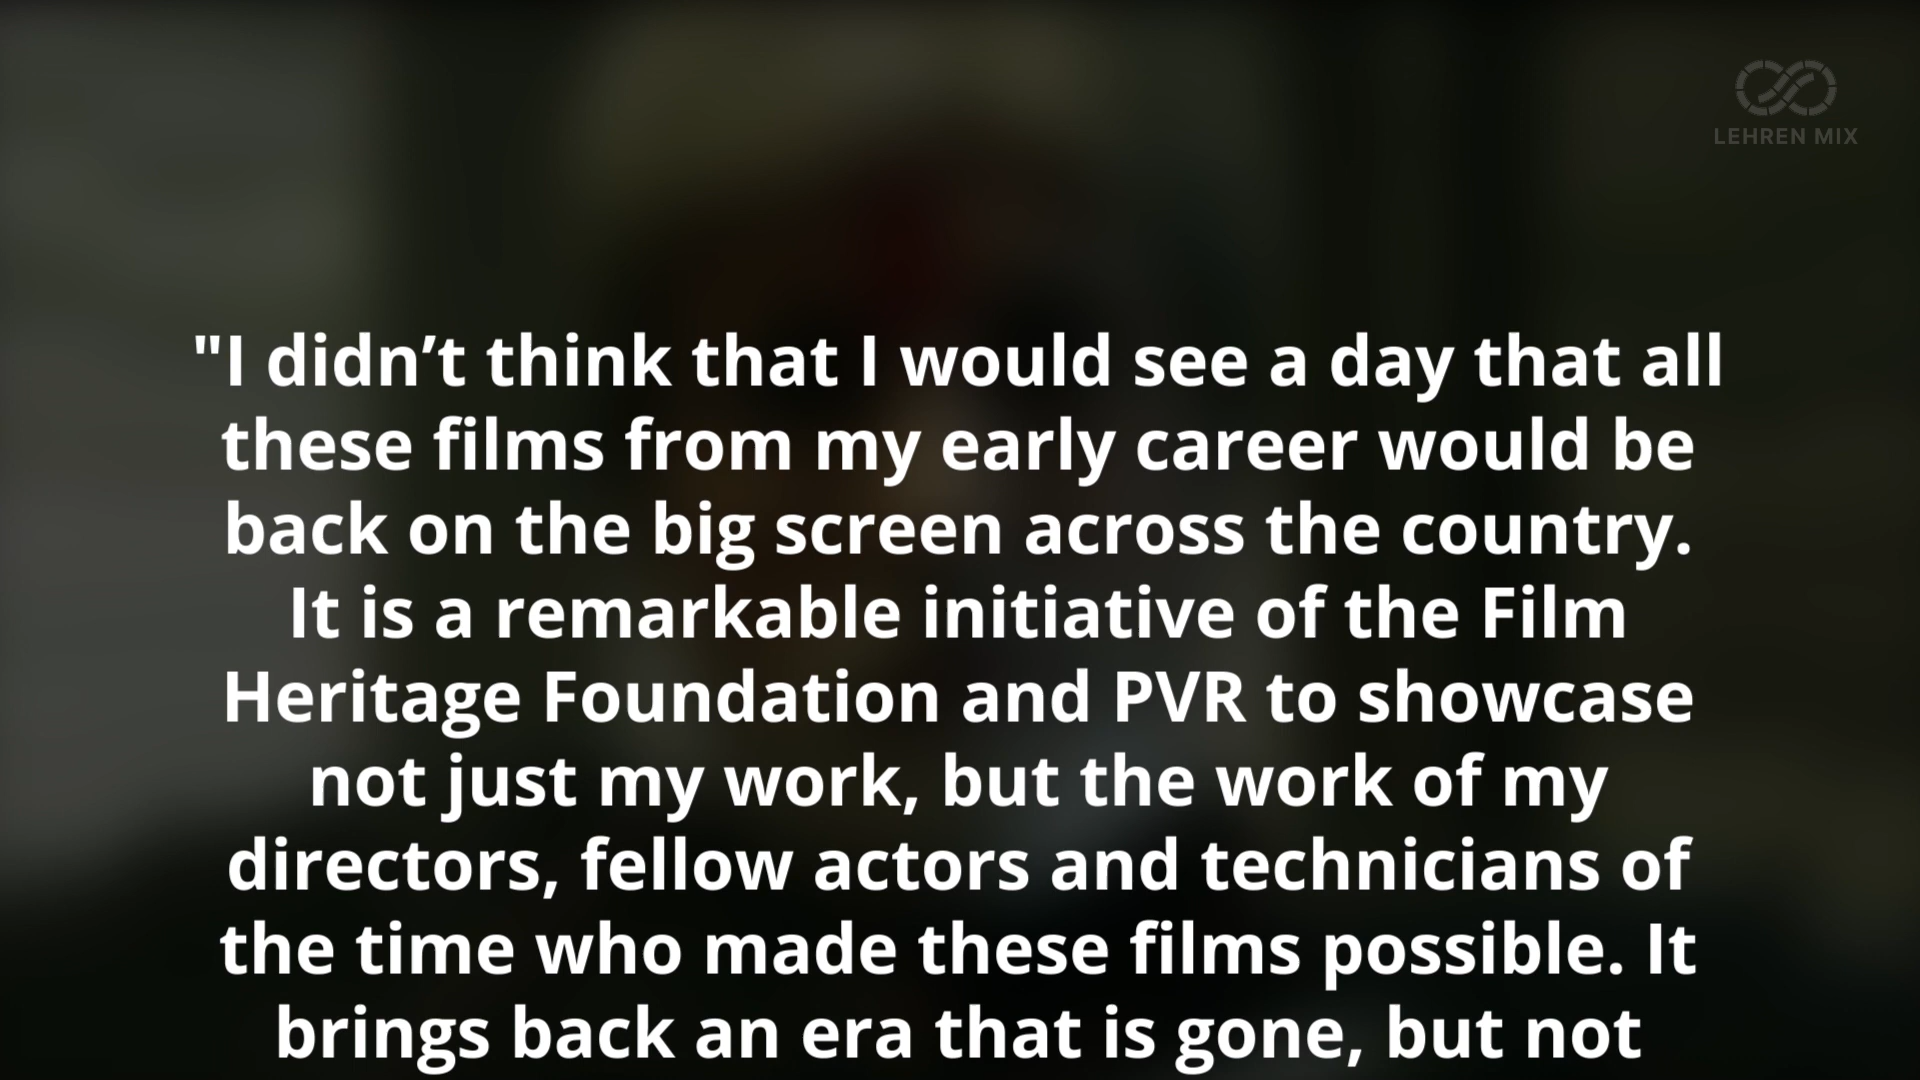 LEHREN MIX
"I didn’t think that I would see a day that all
these films from my early career would be
back on the big screen across the country.
It is a remarkable initiative of the Film
Heritage Foundation and PVR to showcase
not just my work, but the work of my
directors, fellow actors and technicians of
the time who made these films possible. It
brings back an era that is gone, but not